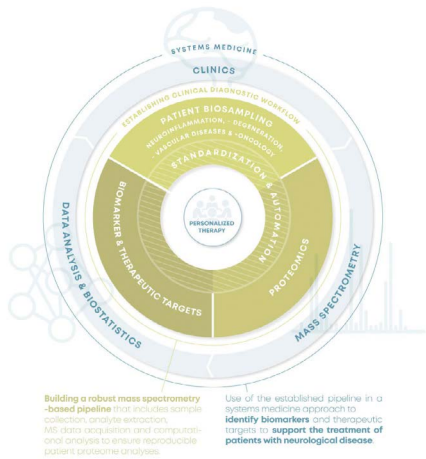 SYSTEMS MEDICINE
CLINICS
ESTABLISHING CLINICAL DIAGNOSTIC WORKFLOW
PATIENT BIOSAMPLING
NEUROINFLAMMATION, - DEGENERATION,
- VASCULAR DISEASES & -ONCOLOGY
STANDARDIZATION & AUTOMATION
PERSONALIZED
THERAPY
BIOMARKER & THERAPEUTIC TARGETS
PROTEOMICS
DATA ANALYSIS & BIOSTATISTICS
MASS SPECTROMETRY
Building a robust mass spectrometry
-based pipeline that includes sample
collection, analyte extraction,
MS data acquisition and computati-
onal analysis to ensure reproducible
patient proteome analyses.
Use of the established pipeline in a
systems medicine approach to
identify biomarkers and therapeutic
targets to support the treatment of
patients with neurological disease.